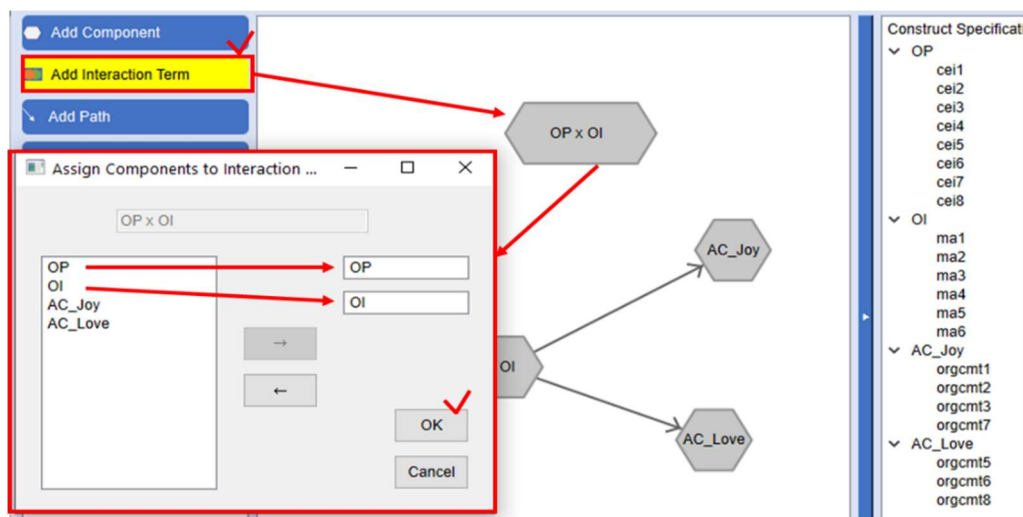 Add Component
Add Interaction Term
Add Path
Assign Components to Interaction ...
OP x OI
OP
OI
AC_Joy
AC_Love
OP
OI
→
←
OK
Cancel
OP x OI
AC_Joy
OI
AC_Love
Construct Specificati
OP
cei1
cei2
cei3
cei4
cei5
cei6
cei7
cei8
OI
ma1
ma2
ma3
ma4
ma5
ma6
AC_Joy
orgcmt1
orgcmt2
orgcmt3
orgcmt7
AC_Love
orgcmt5
orgcmt6
orgcmt8